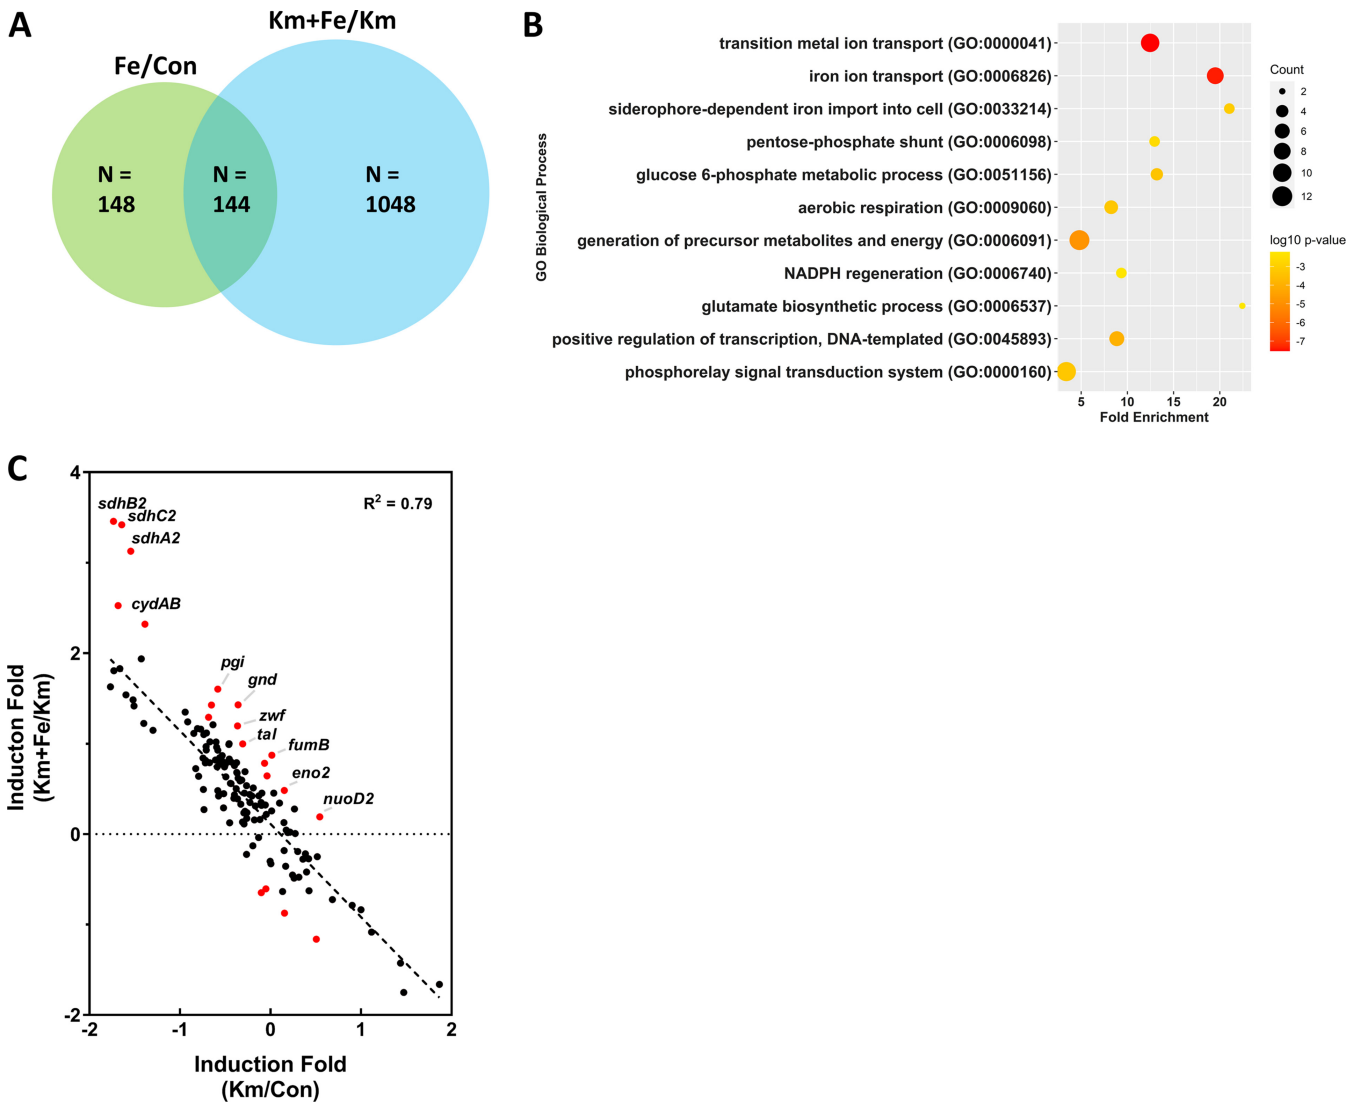 A
Km+Fe/Km
Fe/Con
N =
148
N =
144
N =
1048
B
GO Biological Process
transition metal ion transport (GO:0000041)
iron ion transport (GO:0006826)
siderophore-dependent iron import into cell (GO:0033214)
pentose-phosphate shunt (GO:0006098)
glucose 6-phosphate metabolic process (GO:0051156)
aerobic respiration (GO:0009060)
generation of precursor metabolites and energy (GO:0006091)
NADPH regeneration (GO:0006740)
glutamate biosynthetic process (GO:0006537)
positive regulation of transcription, DNA-templated (GO:0045893)
phosphorelay signal transduction system (GO:0000160)
5 10 15 20
Fold Enrichment
Count
2
4
6
8
10
12
log10 p-value
-3
-4
-5
-6
-7
C
4
2
0
-2
Inducton Fold
(Km+Fe/Km)
R2 = 0.79
sdhB2
sdhC2
sdhA2
cydAB
pgi
gnd
zwf
tal
fumB
eno2
nuoD2
-2 -1 0 1 2
Induction Fold
(Km/Con)